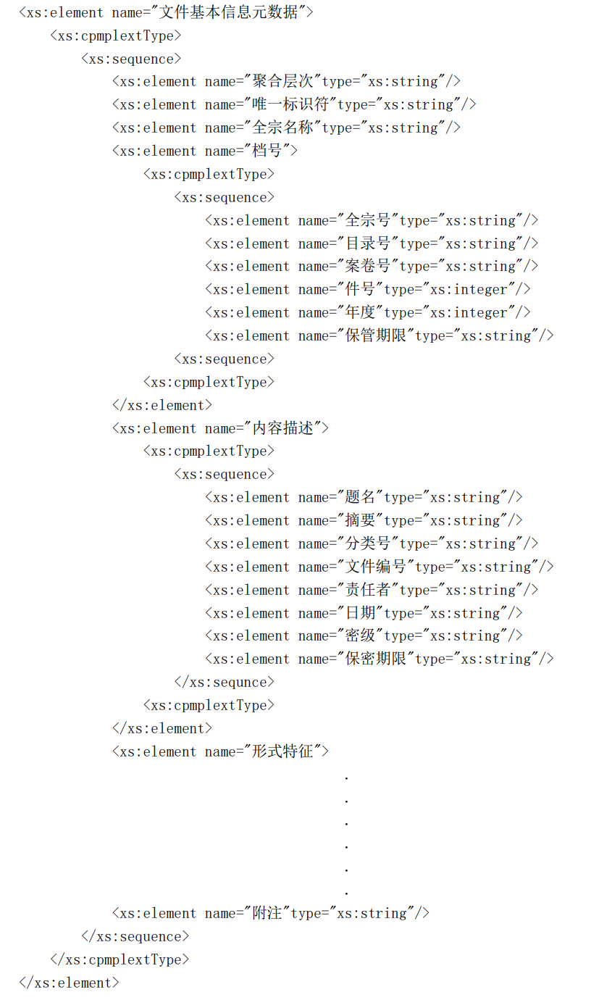 <xs:element name="文件基本信息元数据">
<xs:cpmplextType>
<xs:sequence>
<xs:element name="聚合层次"type="xs:string"/>
<xs:element name="唯一标识符"type="xs:string"/>
<xs:element name="全宗名称"type="xs:string"/>
<xs:element name="档号">
<xs:cpmplextType>
<xs:sequence>
<xs:element name="全宗号"type="xs:string"/>
<xs:element name="目录号"type="xs:string"/>
<xs:element name="案卷号"type="xs:string"/>
<xs:element name="件号"type="xs:integer"/>
<xs:element name="年度"type="xs:integer"/>
<xs:element name="保管期限"type="xs:string"/>
<xs:sequence>
<xs:cpmplextType>
</xs:element>
<xs:element name="内容描述">
<xs:cpmplextType>
<xs:sequence>
<xs:element name="题名"type="xs:string"/>
<xs:element name="摘要"type="xs:string"/>
<xs:element name="分类号"type="xs:string"/>
<xs:element name="文件编号"type="xs:string"/>
<xs:element name="责任者"type="xs:string"/>
<xs:element name="日期"type="xs:string"/>
<xs:element name="密级"type="xs:string"/>
<xs:element name="保密期限"type="xs:string"/>
</xs:sequnce>
<xs:cpmplextType>
</xs:element>
<xs:element name="形式特征">
.
.
.
.
.
.
<xs:element name="附注"type="xs:string"/>
</xs:sequence>
</xs:cpmplextType>
</xs:element>